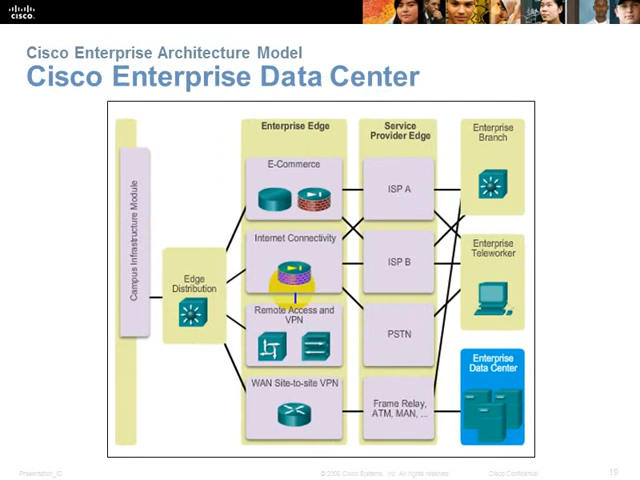 CISCO
Cisco Enterprise Architecture Model
Cisco Enterprise Data Center
Enterprise Edge
Service
Provider Edge
Enterprise
Branch
E-Commerce
ISP A
Campus Infrastructure Module
Internet Connectivity
ISP B
Enterprise
Teleworker
Edge
Distribution
Remote Access and
VPN
PSTN
Enterprise
Data Center
WAN Site-to-site VPN
Frame Relay,
ATM, MAN, ...
Presentation_ID
Cisco Systems, Inc. All rights reserved.
Cisco Confidential
19